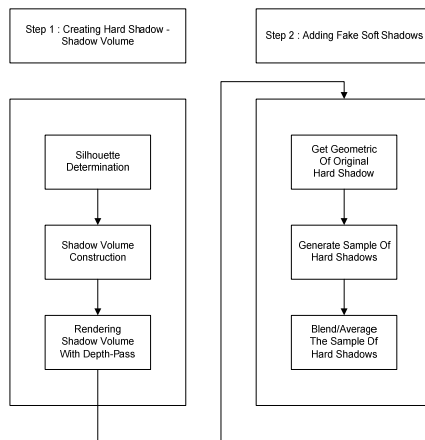 Step 1 : Creating Hard Shadow -
Shadow Volume
Silhouette
Determination
Shadow Volume
Construction
Rendering
Shadow Volume
With Depth-Pass
Step 2 : Adding Fake Soft Shadows
Get Geometric
Of Original
Hard Shadow
Generate Sample Of
Hard Shadows
Blend/Average
The Sample Of
Hard Shadows